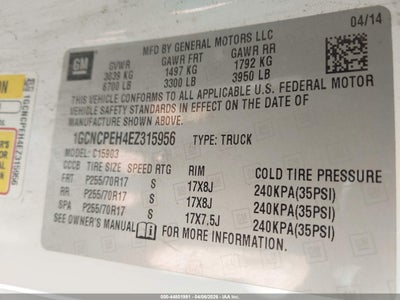 04/14
GM
MFD BY GENERAL MOTORS LLC
GVWR GAWR FRT GAWR RR
3039 KG 1497 KG 1792 KG
6700 LB 3300 LB 3950 LB
THIS VEHICLE CONFORMS TO ALL APPLICABLE U.S. FEDERAL MOTOR
VEHICLE SAFETY STANDARDS IN EFFECT ON THE DATE OF
MANUFACTURE SHOWN ABOVE.
1GCNCPEH4EZ315956 TYPE: TRUCK
MODEL: C15903
CCCB TIRE SIZE SPEED RTG RIM COLD TIRE PRESSURE
FRT P255/70R17 S 17X8J 240KPA(35PSI)
RR P255/70R17 S 17X8J 240KPA(35PSI)
SPA P255/70R17 S 17X7.5J 240KPA(35PSI)
SEE OWNER'S MANUAL FOR MORE INFORMATION.
1GCNCPEH4EZ315956